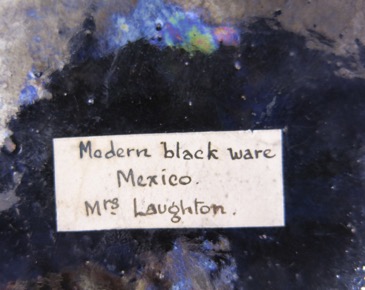 Modern black ware
Mexico.
Mrs Laughton.